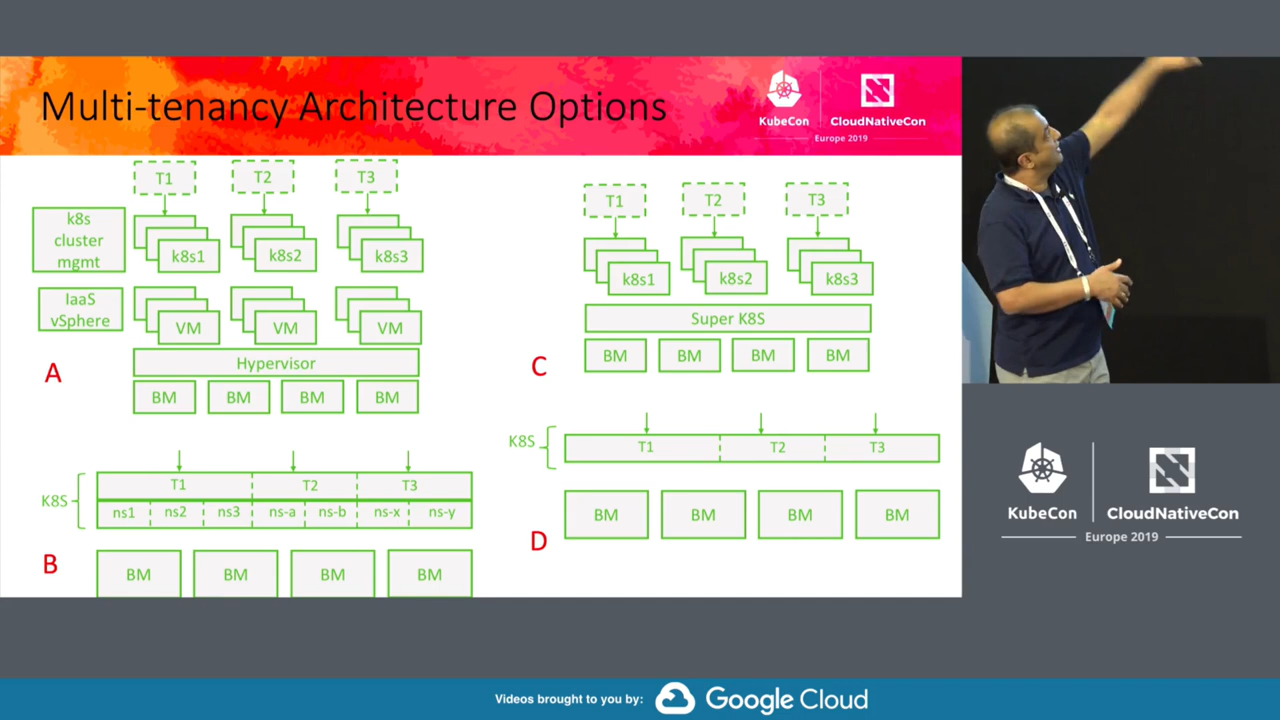 Multi-tenancy Architecture Options
KubeCon
CloudNativeCon
Europe 2019
T1 T2 T3
k8s
cluster
mgmt
k8s1 k8s2 k8s3
IaaS
vSphere
VM VM VM
Hypervisor
A
BM BM BM BM
K8S
T1 T2 T3
ns1 ns2 ns3 ns-a ns-b ns-x ns-y
B
BM BM BM BM
T1 T2 T3
k8s1 k8s2 k8s3
Super K8S
C
BM BM BM BM
K8S
T1 T2 T3
D
BM BM BM BM
KubeCon
CloudNativeCon
Europe 2019
Videos brought to you by:
Google Cloud